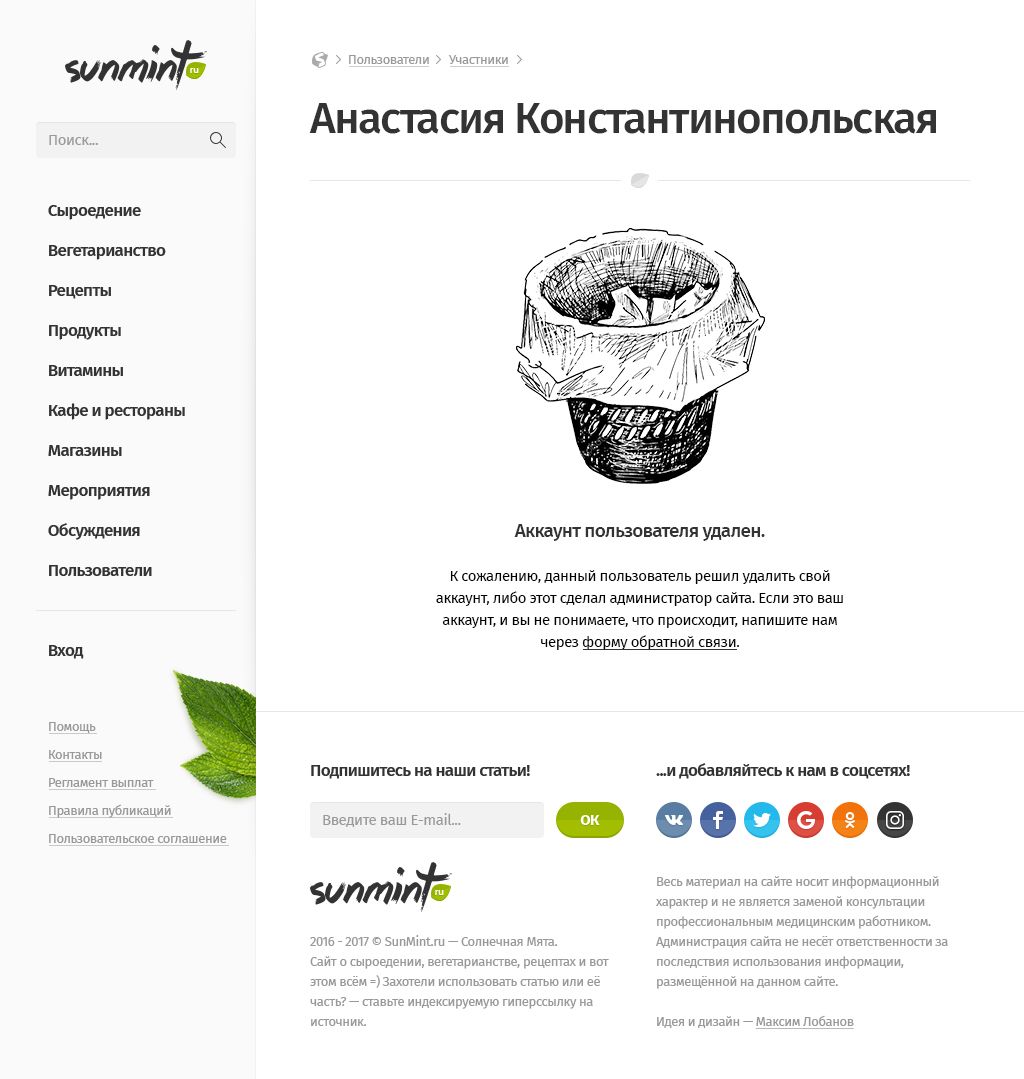 sunmint ru
Поиск...
Сыроедение
Вегетарианство
Рецепты
Продукты
Витамины
Кафе и рестораны
Магазины
Мероприятия
Обсуждения
Пользователи
Вход
Помощь
Контакты
Регламент выплат
Правила публикаций
Пользовательское соглашение
Пользователи
Участники
Анастасия Константинопольская
Аккаунт пользователя удален.
К сожалению, данный пользователь решил удалить свой
аккаунт, либо этот сделал администратор сайта. Если это ваш
аккаунт, и вы не понимаете, что происходит, напишите нам
через форму обратной связи.
Подпишитесь на наши статьи!
Введите ваш E-mail...
ОК
sunmint ru
2016 - 2017 © SunMint.ru — Солнечная Мята.
Сайт о сыроедении, вегетарианстве, рецептах и вот
этом всём =) Захотели использовать статью или её
часть? — ставьте индексируемую гиперссылку на
источник.
...и добавляйтесь к нам в соцсетях!
Весь материал на сайте носит информационный
характер и не является заменой консультации
профессиональным медицинским работником.
Администрация сайта не несёт ответственности за
последствия использования информации,
размещённой на данном сайте.
Идея и дизайн — Максим Лобанов